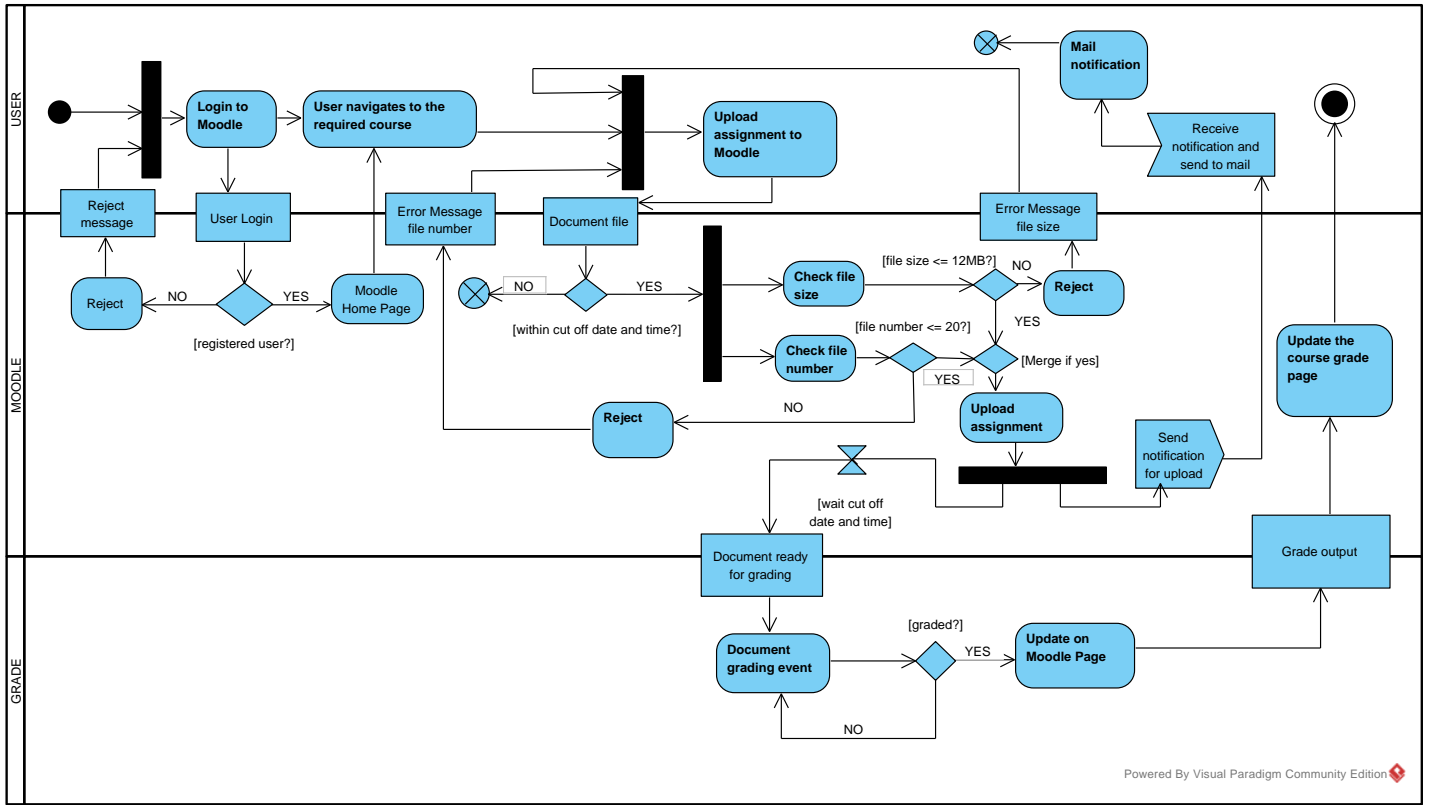 USER
Mail
notification
Login to
Moodle
User navigates to the
required course
Upload
assignment to
Moodle
Receive
notification and
send to mail
Reject
message
User Login
Error Message
file number
Document file
Error Message
file size
MOODLE
Reject
NO
YES
Moodle
Home Page
[registered user?]
NO
YES
[within cut off date and time?]
Check file
size
[file size <= 12MB?]
NO
Reject
YES
[file number <= 20?]
Check file
number
YES
[Merge if yes]
NO
Reject
Upload
assignment
Update the
course grade
page
Send
notification
for upload
[wait cut off
date and time]
Document ready
for grading
Grade output
GRADE
Document
grading event
[graded?]
YES
Update on
Moodle Page
NO
Powered By Visual Paradigm Community Edition